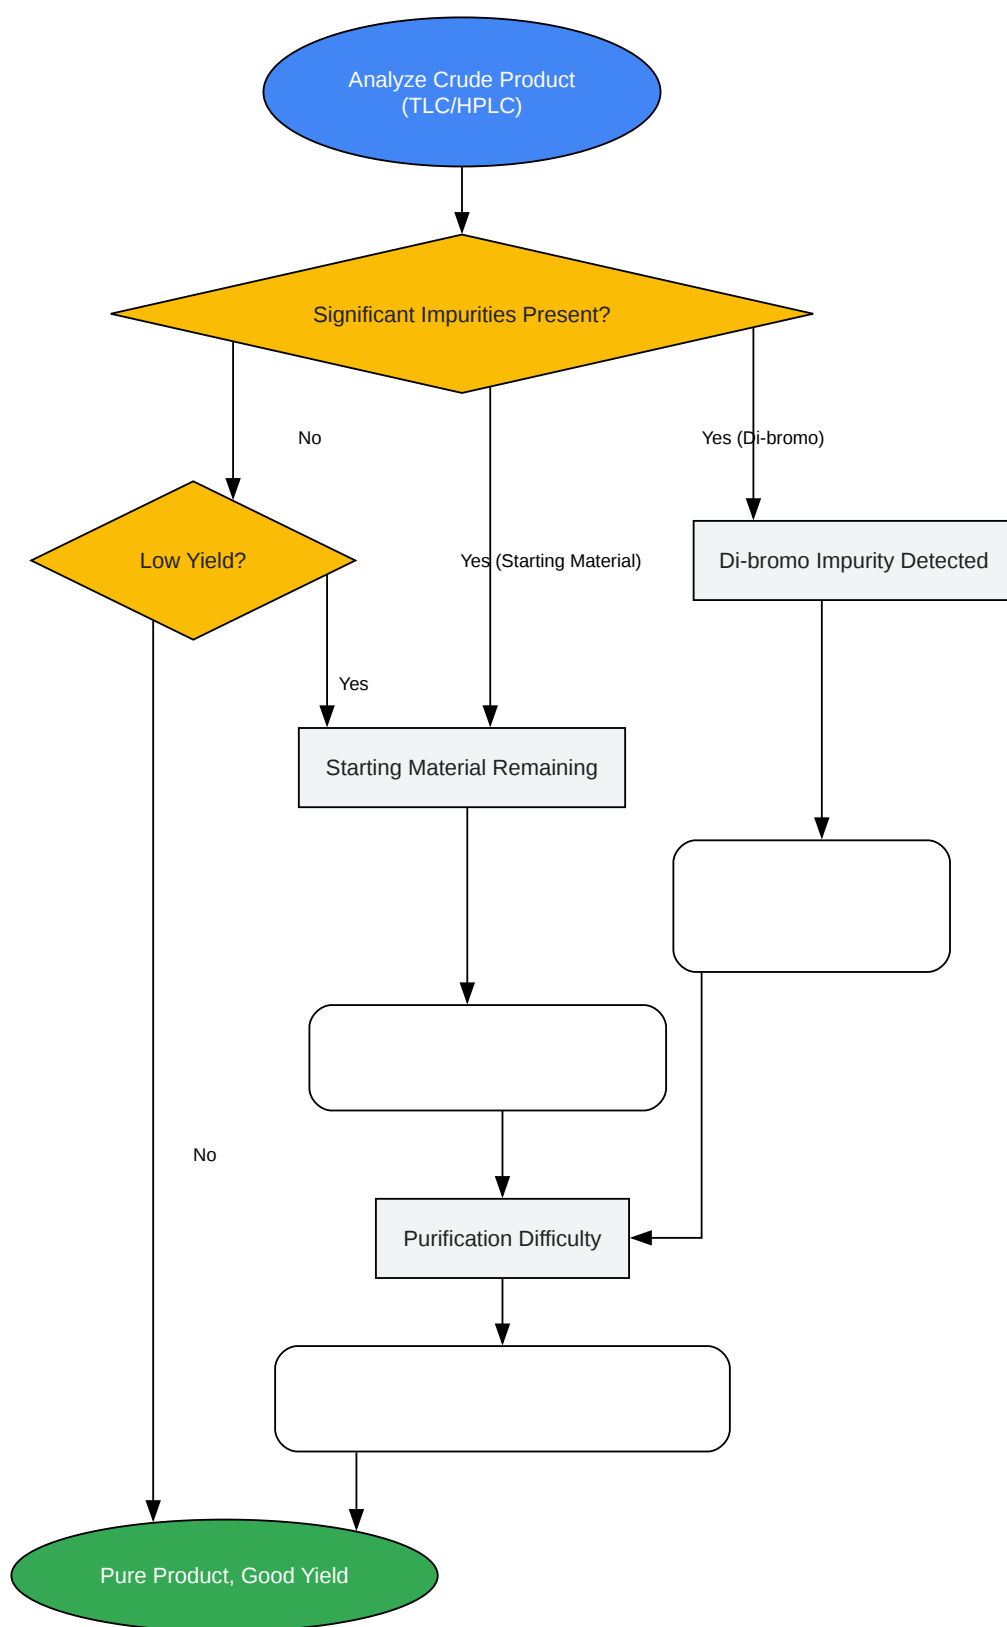 Analyze Crude Product
(TLC/HPLC)
Significant Impurities Present?
No
Yes (Di-bromo)
Low Yield?
Yes (Starting Material)
Di-bromo Impurity Detected
Yes
Starting Material Remaining
No
Purification Difficulty
Pure Product, Good Yield